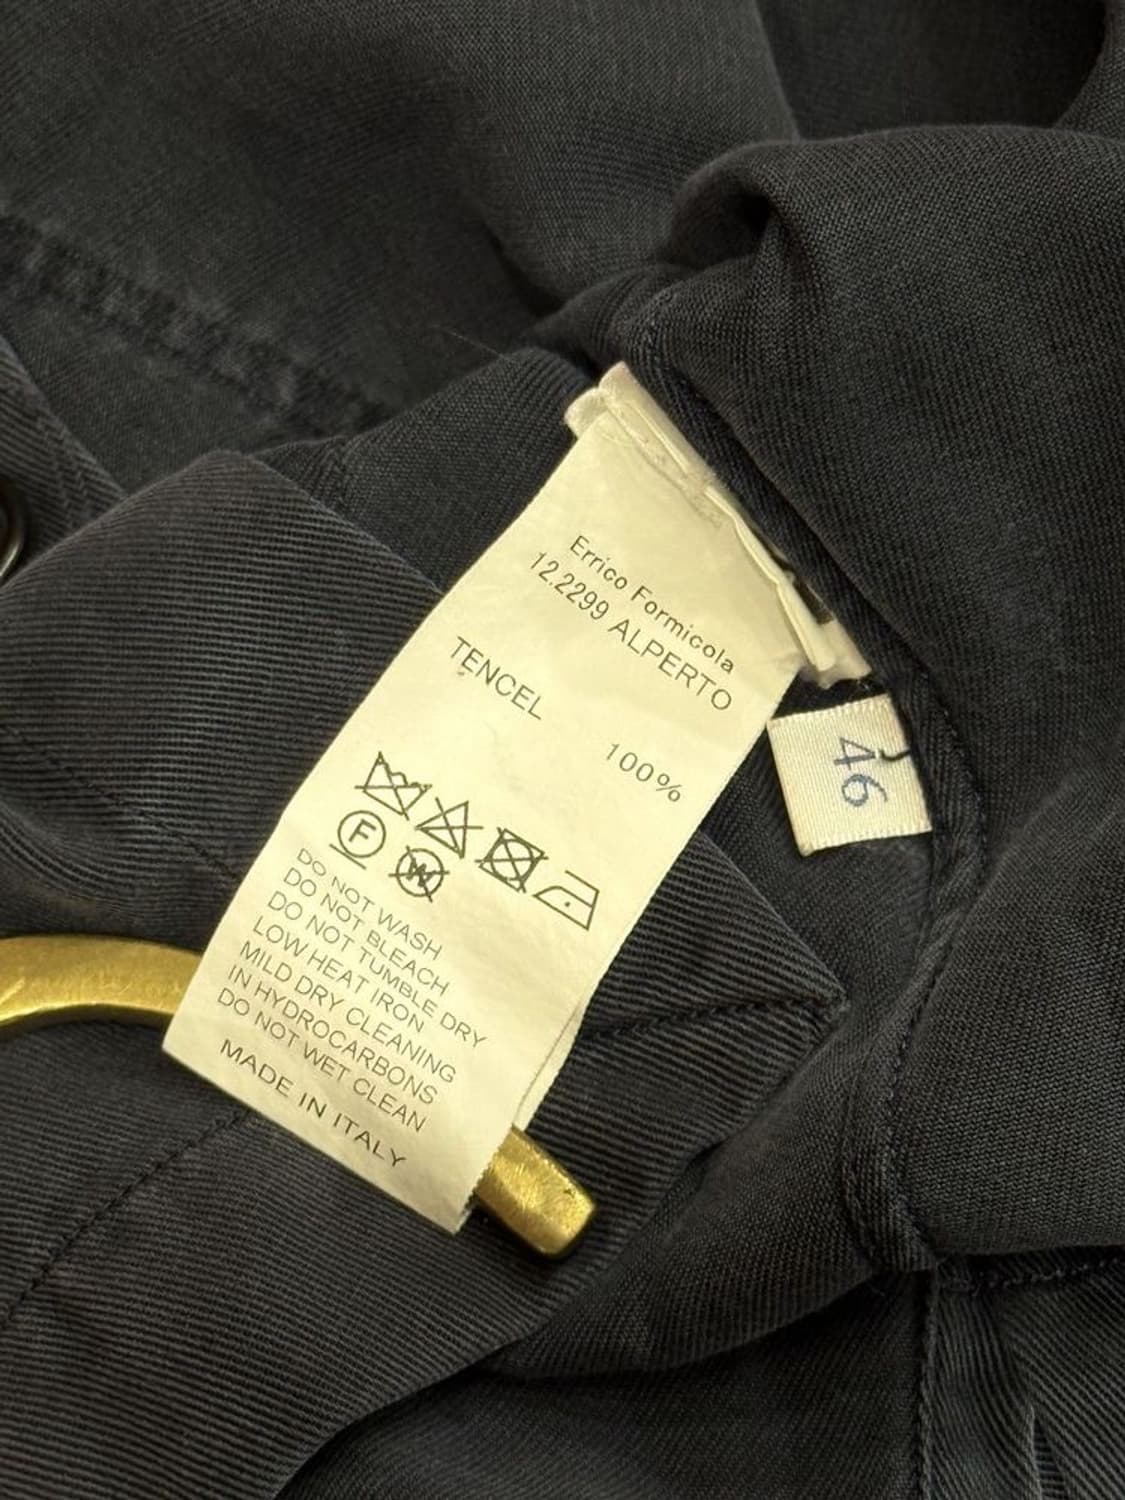 Errico Formicola
12.2299 ALPERTO
TENCEL
100%
F
W
DO NOT WASH
DO NOT BLEACH
DO NOT TUMBLE DRY
LOW HEAT IRON
MILD DRY CLEANING
IN HYDROCARBONS
DO NOT WET CLEAN
MADE IN ITALY
46